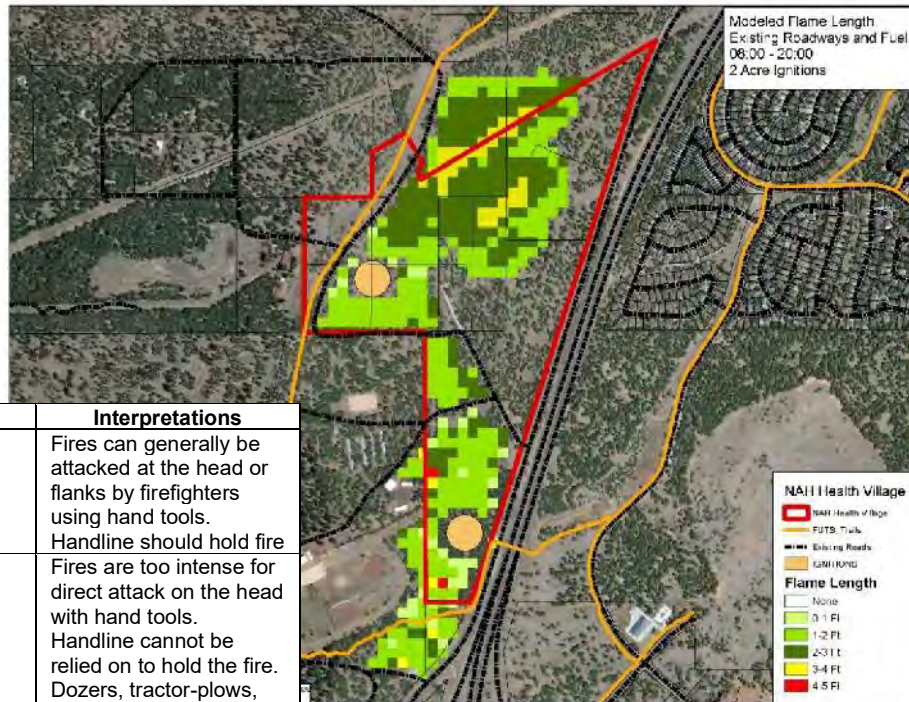 Modeled Flame Length
Existing Roadways and Fuel
08:00 - 20:00
2 Acre Ignitions
Interpretations
Fires can generally be
attacked at the head or
flanks by firefighters
using hand tools.
Handline should hold fire
Fires are too intense for
direct attack on the head
with hand tools.
Handline cannot be
relied on to hold the fire.
Dozers, tractor-plows,
NAH Health Village
NAH Health Village
FUTS Trails
Existing Roads
IGNITIONS
Flame Length
None
0-1 Ft
1-2 Ft
2-3 Ft
3-4 Ft
4-5 Ft